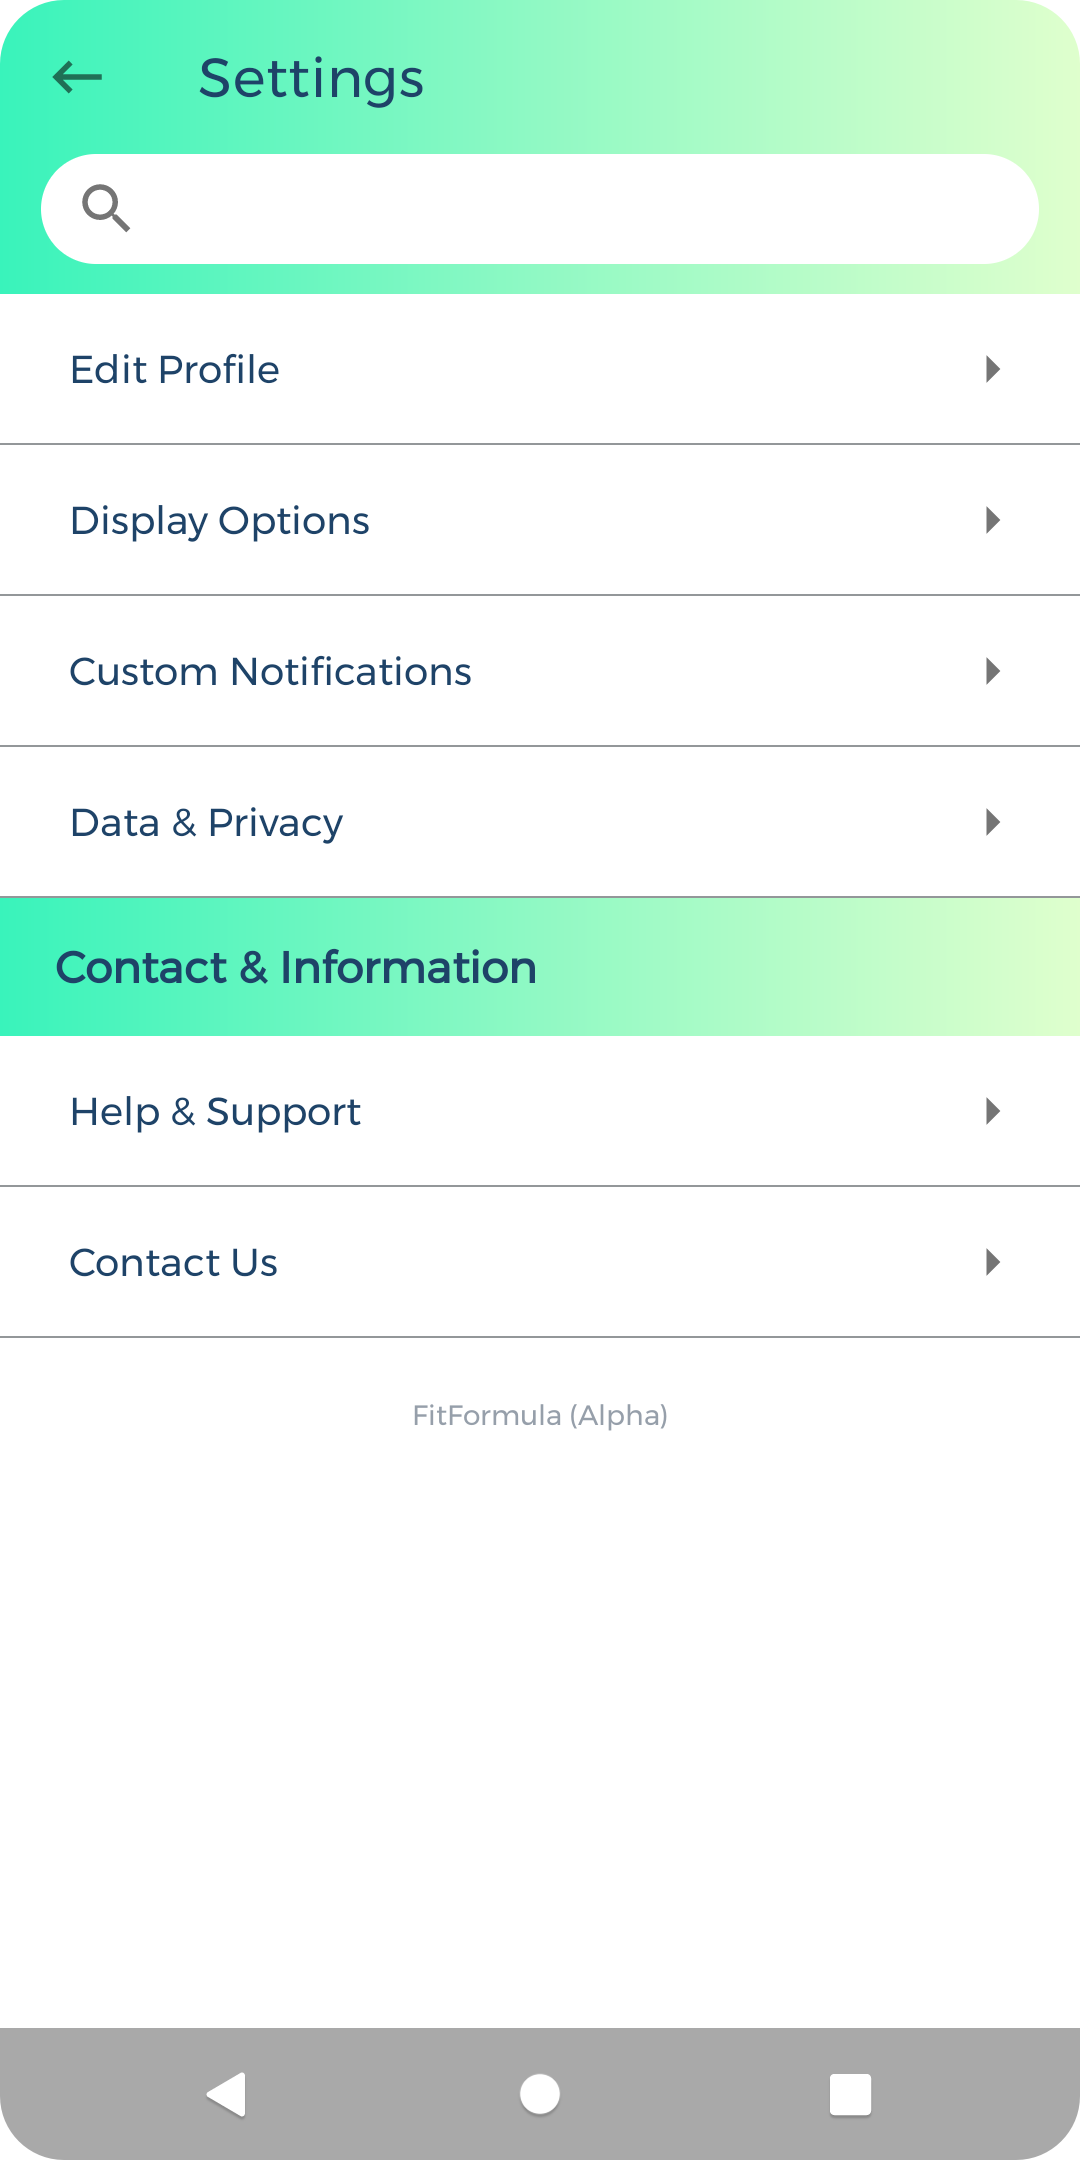 Settings
Edit Profile
Display Options
Custom Notifications
Data & Privacy
Contact & Information
Help & Support
Contact Us
FitFormula (Alpha)